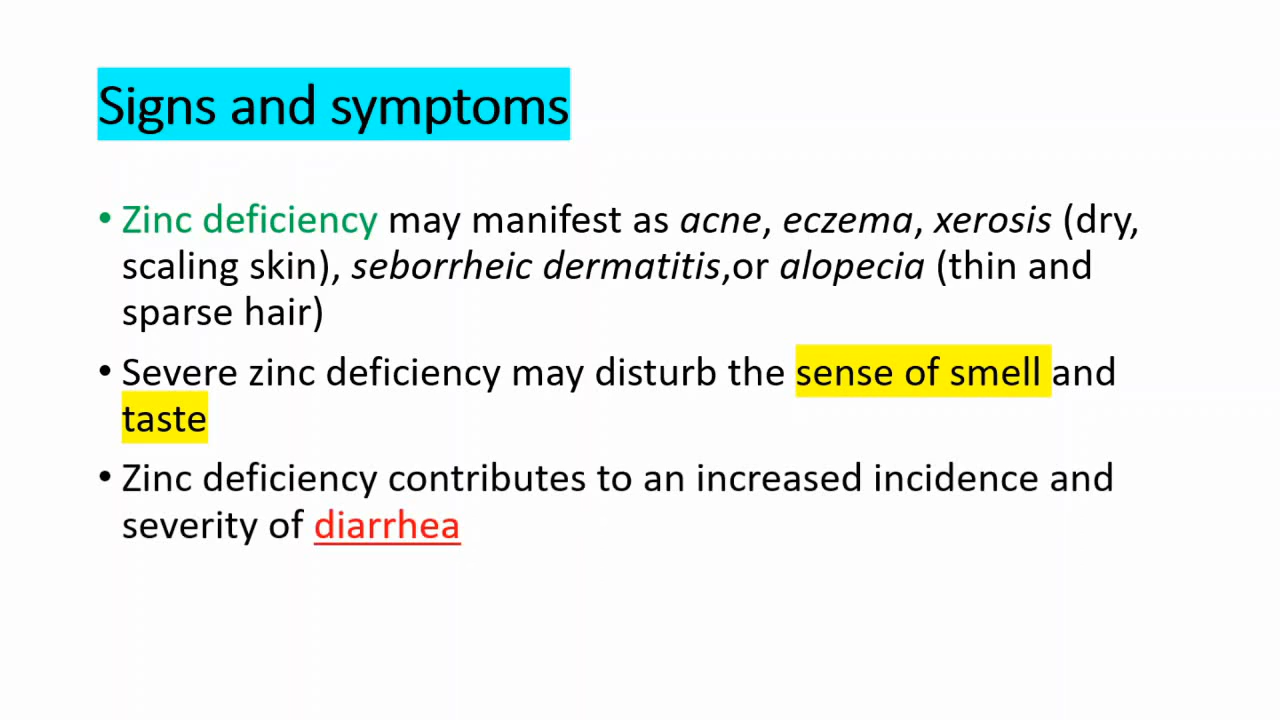 Signs and symptoms
• Zinc deficiency may manifest as acne, eczema, xerosis (dry,
scaling skin), seborrheic dermatitis,or alopecia (thin and
sparse hair)
• Severe zinc deficiency may disturb the sense of smell and
taste
• Zinc deficiency contributes to an increased incidence and
severity of diarrhea